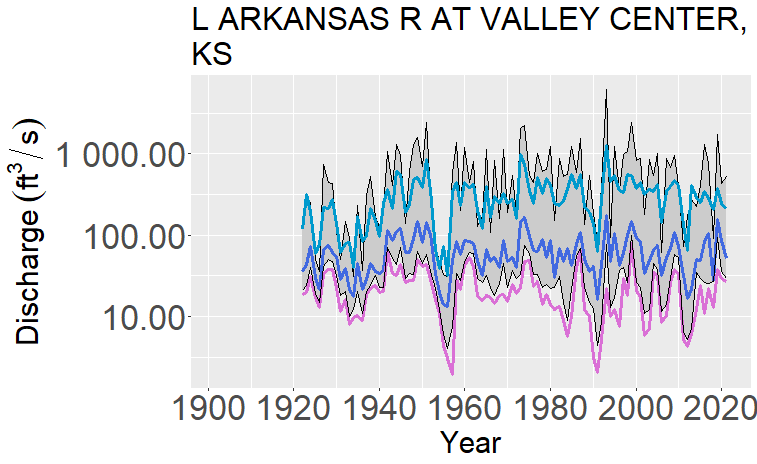 L ARKANSAS R AT VALLEY CENTER,
KS
Discharge (ft³/s)
1 000.00
100.00
10.00
1900 1920 1940 1960 1980 2000 2020
Year